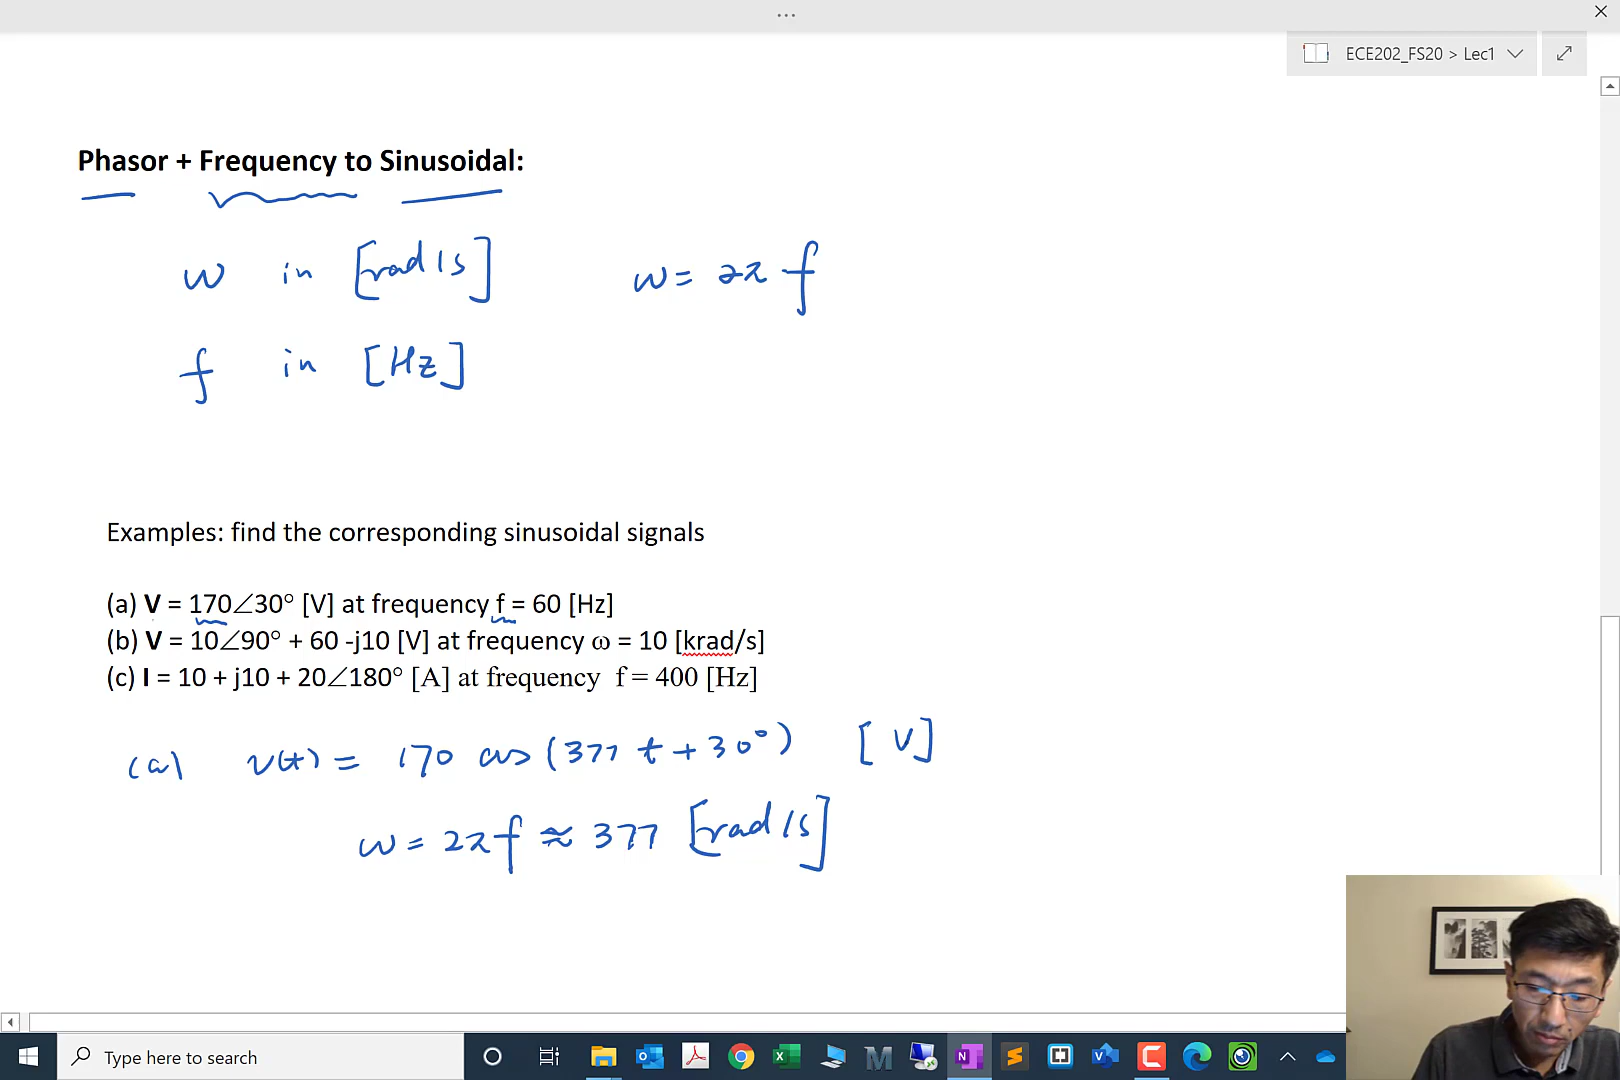 ...
ECE202_FS20 > Lec1
Phasor + Frequency to Sinusoidal:
ω in [rad/s] ω = 2π f
f in [Hz]
Examples: find the corresponding sinusoidal signals
(a) V = 170∠30° [V] at frequency f = 60 [Hz]
(b) V = 10∠90° + 60 -j10 [V] at frequency ω = 10 [krad/s]
(c) I = 10 + j10 + 20∠180° [A] at frequency f = 400 [Hz]
(a) v(t) = 170 cos (377 t + 30°) [V]
ω = 2π f ≈ 377 [rad/s]
Type here to search